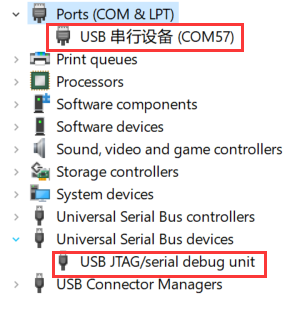 Ports (COM & LPT)
USB 串行设备 (COM57)
Print queues
Processors
Software components
Software devices
Sound, video and game controllers
Storage controllers
System devices
Universal Serial Bus controllers
Universal Serial Bus devices
USB JTAG/serial debug unit
USB Connector Managers